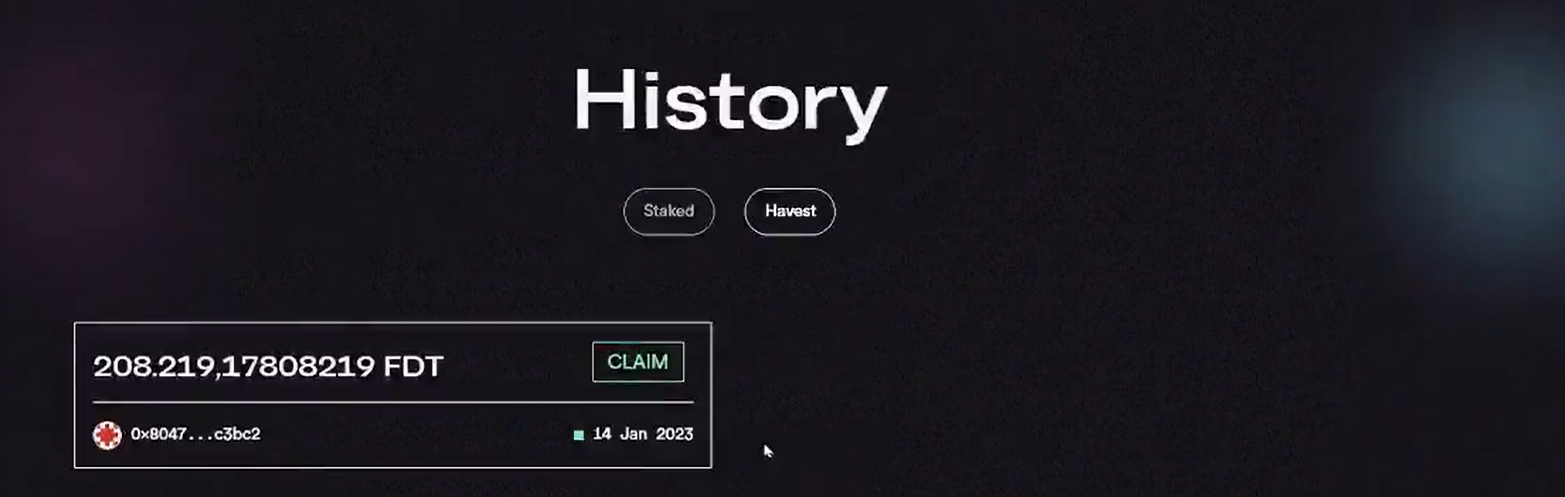 History
Staked Havest
208.219,17808219 FDT CLAIM
0x8047...c3bc2 14 Jan 2023